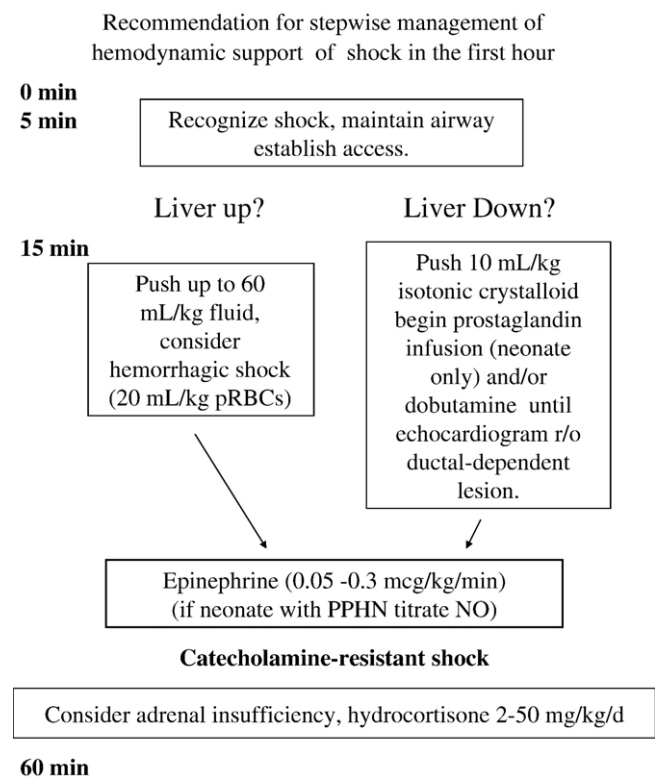 Recommendation for stepwise management of
hemodynamic support of shock in the first hour
0 min
5 min
Recognize shock, maintain airway
establish access.
Liver up?
Liver Down?
15 min
Push up to 60
mL/kg fluid,
consider
hemorrhagic shock
(20 mL/kg pRBCs)
Push 10 mL/kg
isotonic crystalloid
begin prostaglandin
infusion (neonate
only) and/or
dobutamine until
echocardiogram r/o
ductal-dependent
lesion.
Epinephrine (0.05 -0.3 mcg/kg/min)
(if neonate with PPHN titrate NO)
Catecholamine-resistant shock
Consider adrenal insufficiency, hydrocortisone 2-50 mg/kg/d
60 min